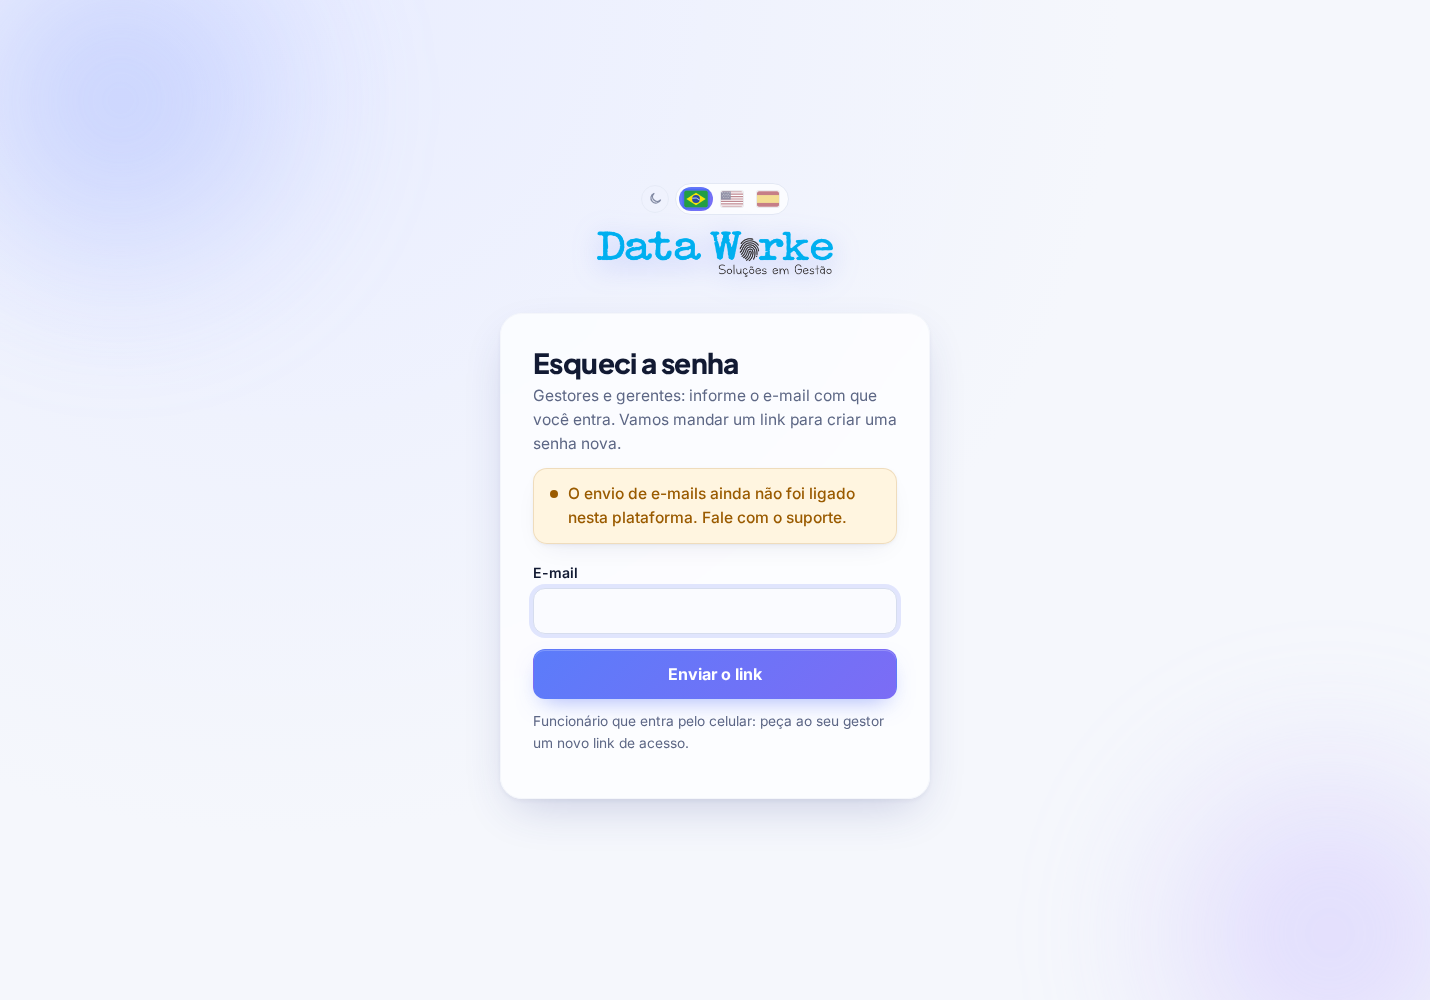 Data Worke
Soluções em Gestão
Esqueci a senha
Gestores e gerentes: informe o e-mail com que
você entra. Vamos mandar um link para criar uma
senha nova.
O envio de e-mails ainda não foi ligado
nesta plataforma. Fale com o suporte.
E-mail
Enviar o link
Funcionário que entra pelo celular: peça ao seu gestor
um novo link de acesso.